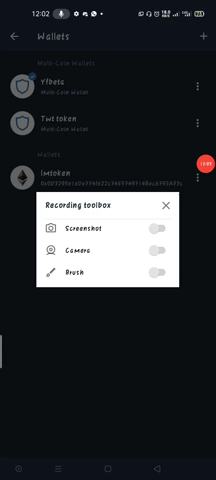 12:02
Wallets
Multi-Coin Wallets
Yfbeta
Multi-Coin Wallet
Twt token
Multi-Coin Wallet
Wallets
Imtoken
Recording toolbox
Screenshot
Camera
Brush